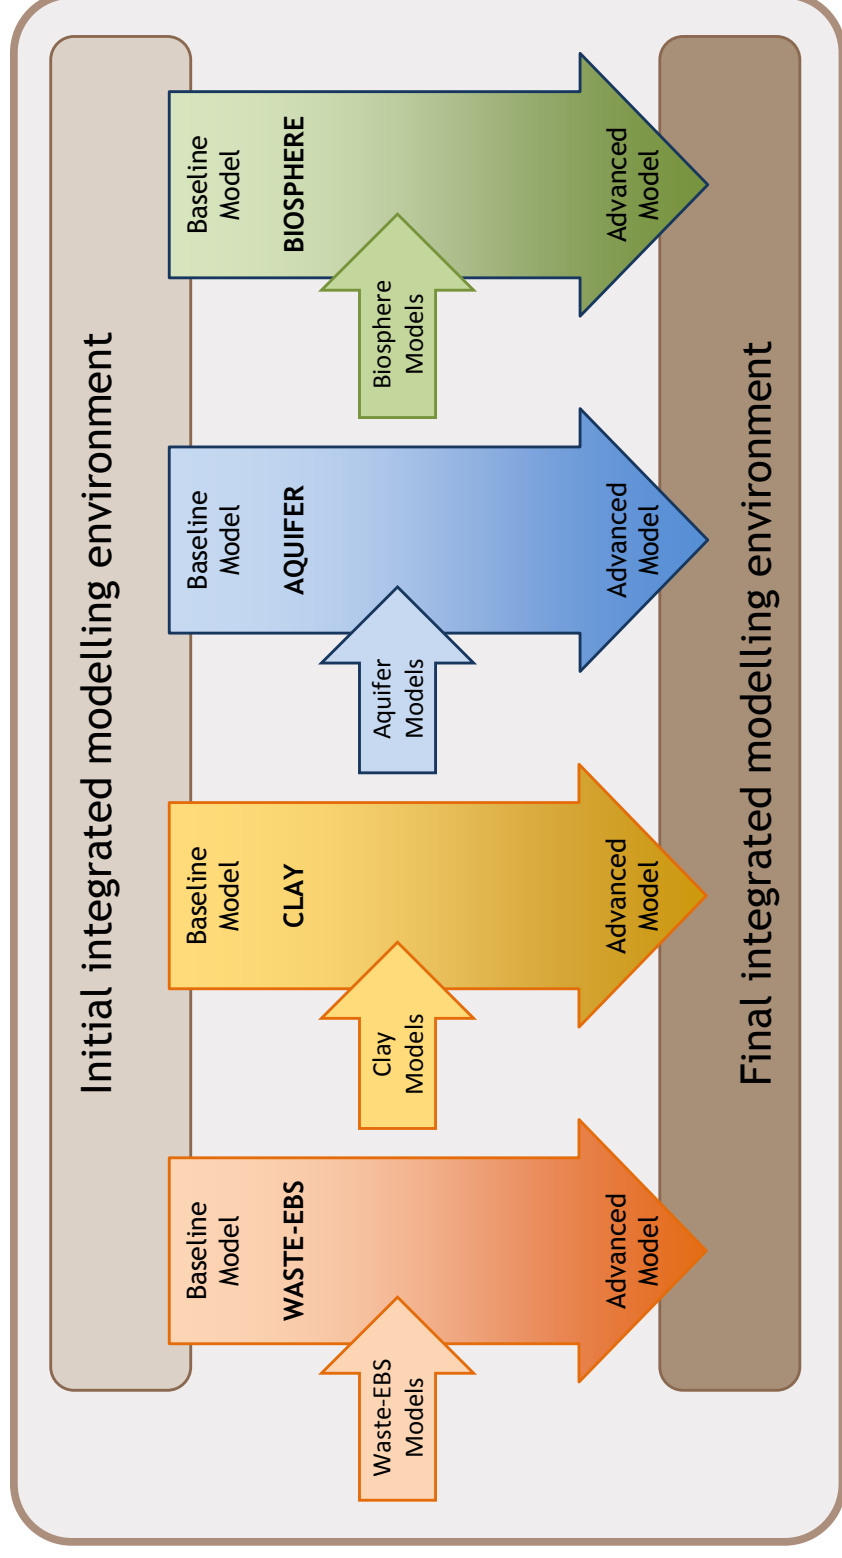 Initial integrated modelling environment
Baseline
Model
WASTE-EBS
Waste-EBS
Models
Advanced
Model
Baseline
Model
CLAY
Clay
Models
Advanced
Model
Baseline
Model
AQUIFER
Aquifer
Models
Advanced
Model
Baseline
Model
BIOSPHERE
Biosphere
Models
Advanced
Model
Final integrated modelling environment